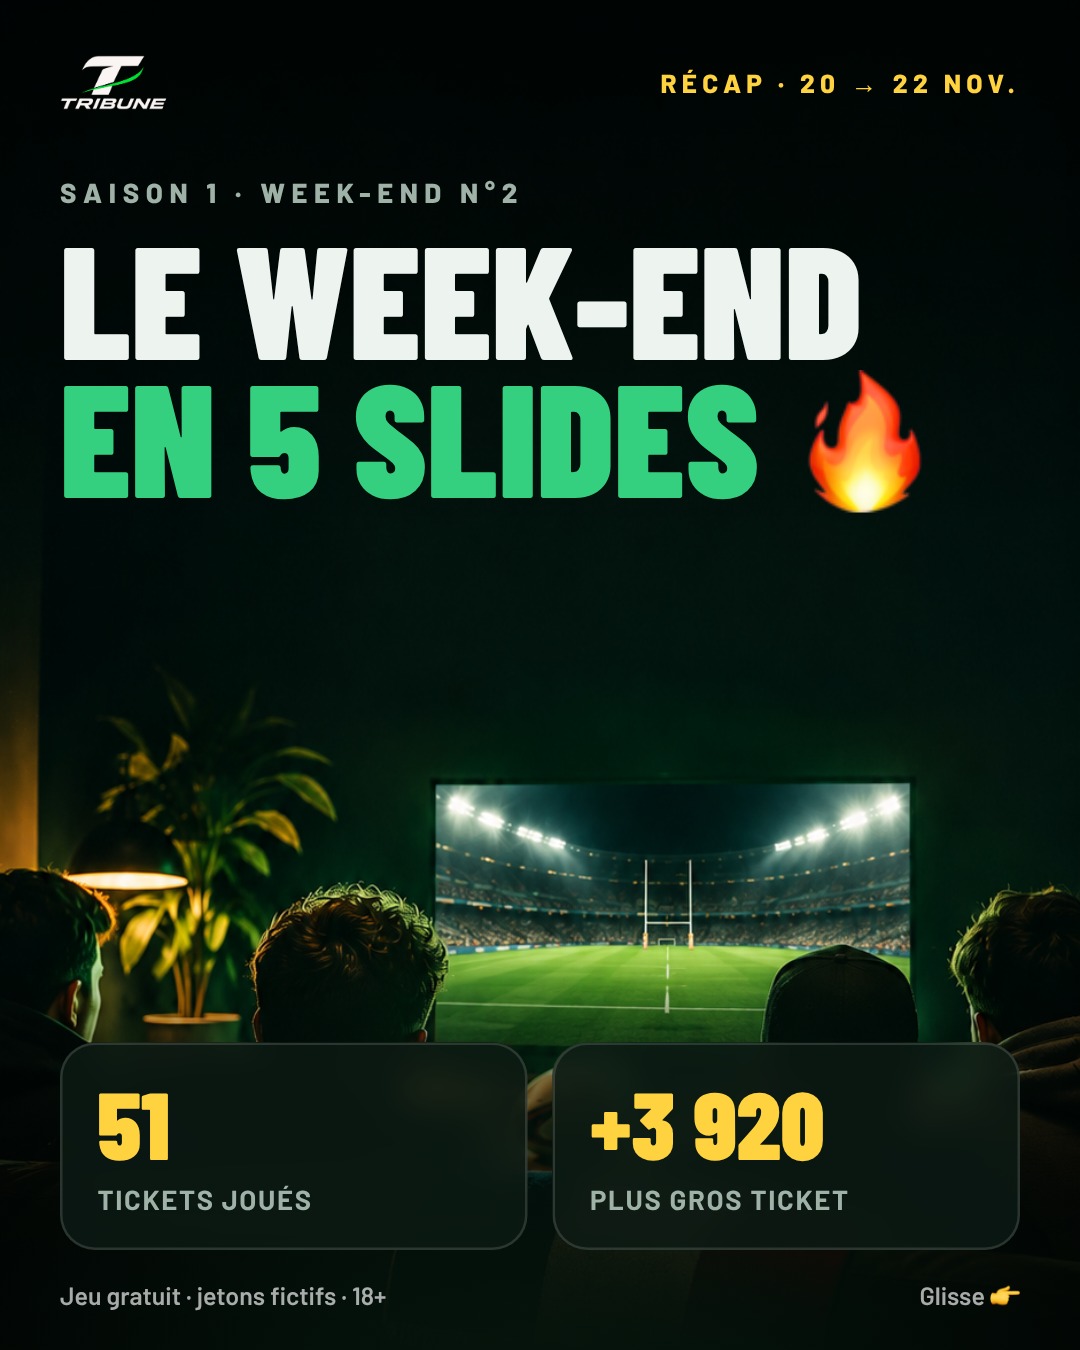 TRIBUNE
RÉCAP · 20 → 22 NOV.
SAISON 1 · WEEK-END N°2
LE WEEK-END
EN 5 SLIDES 🔥
51
TICKETS JOUÉS
+3 920
PLUS GROS TICKET
Jeu gratuit · jetons fictifs · 18+
Glisse 👉